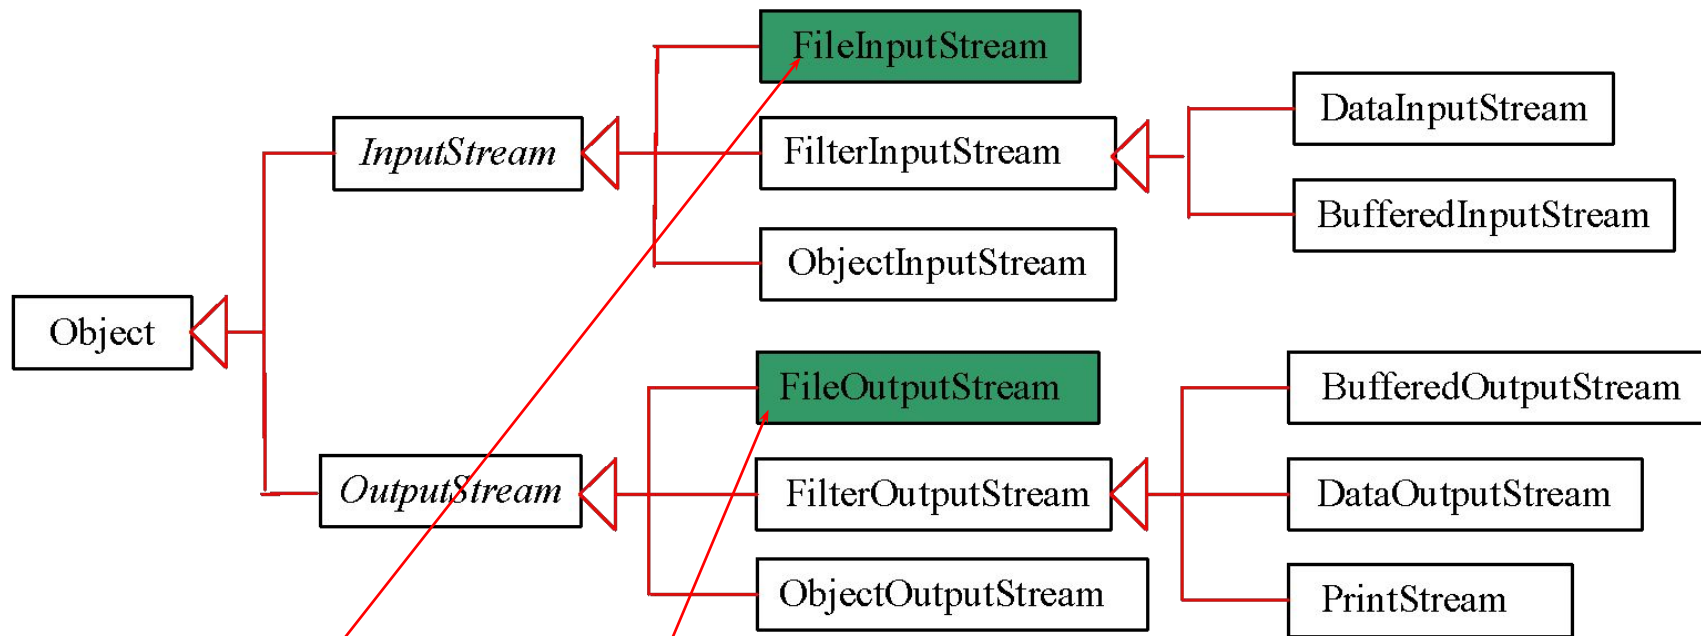 FileInputStream
DataInputStream
InputStream
FilterInputStream
BufferedInputStream
ObjectInputStream
Object
FileOutputStream
BufferedOutputStream
OutputStream
FilterOutputStream
DataOutputStream
ObjectOutputStream
PrintStream